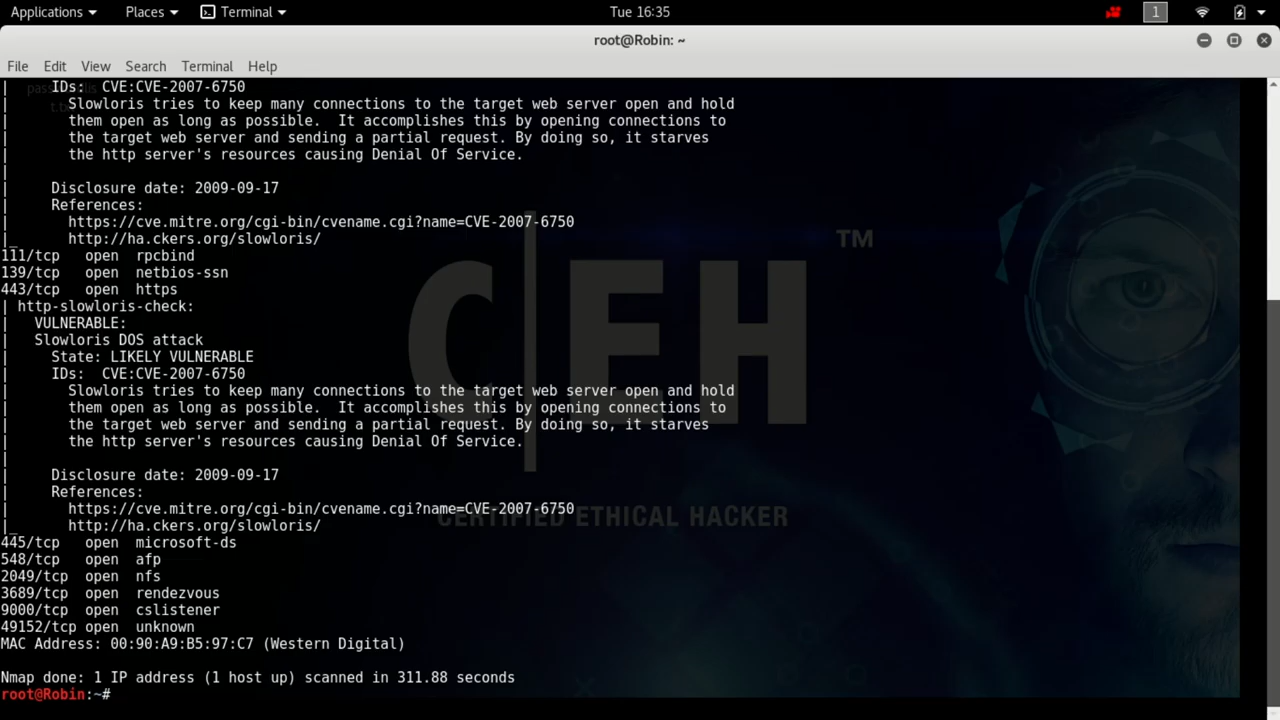 Applications Places Terminal Tue 16:35 1
root@Robin: ~
File Edit View Search Terminal Help
| IDs: CVE:CVE-2007-6750
| Slowloris tries to keep many connections to the target web server open and hold
| them open as long as possible. It accomplishes this by opening connections to
| the target web server and sending a partial request. By doing so, it starves
| the http server's resources causing Denial Of Service.
|
| Disclosure date: 2009-09-17
| References:
| https://cve.mitre.org/cgi-bin/cvename.cgi?name=CVE-2007-6750
|_ http://ha.ckers.org/slowloris/
111/tcp open rpcbind
139/tcp open netbios-ssn
443/tcp open https
| http-slowloris-check:
| VULNERABLE:
| Slowloris DOS attack
| State: LIKELY VULNERABLE
| IDs: CVE:CVE-2007-6750
| Slowloris tries to keep many connections to the target web server open and hold
| them open as long as possible. It accomplishes this by opening connections to
| the target web server and sending a partial request. By doing so, it starves
| the http server's resources causing Denial Of Service.
|
| Disclosure date: 2009-09-17
| References:
| https://cve.mitre.org/cgi-bin/cvename.cgi?name=CVE-2007-6750
|_ http://ha.ckers.org/slowloris/
445/tcp open microsoft-ds
548/tcp open afp
2049/tcp open nfs
3689/tcp open rendezvous
9000/tcp open cslistener
49152/tcp open unknown
MAC Address: 00:90:A9:B5:97:C7 (Western Digital)
Nmap done: 1 IP address (1 host up) scanned in 311.88 seconds
root@Robin:~#
C|EH TM
CERTIFIED ETHICAL HACKER